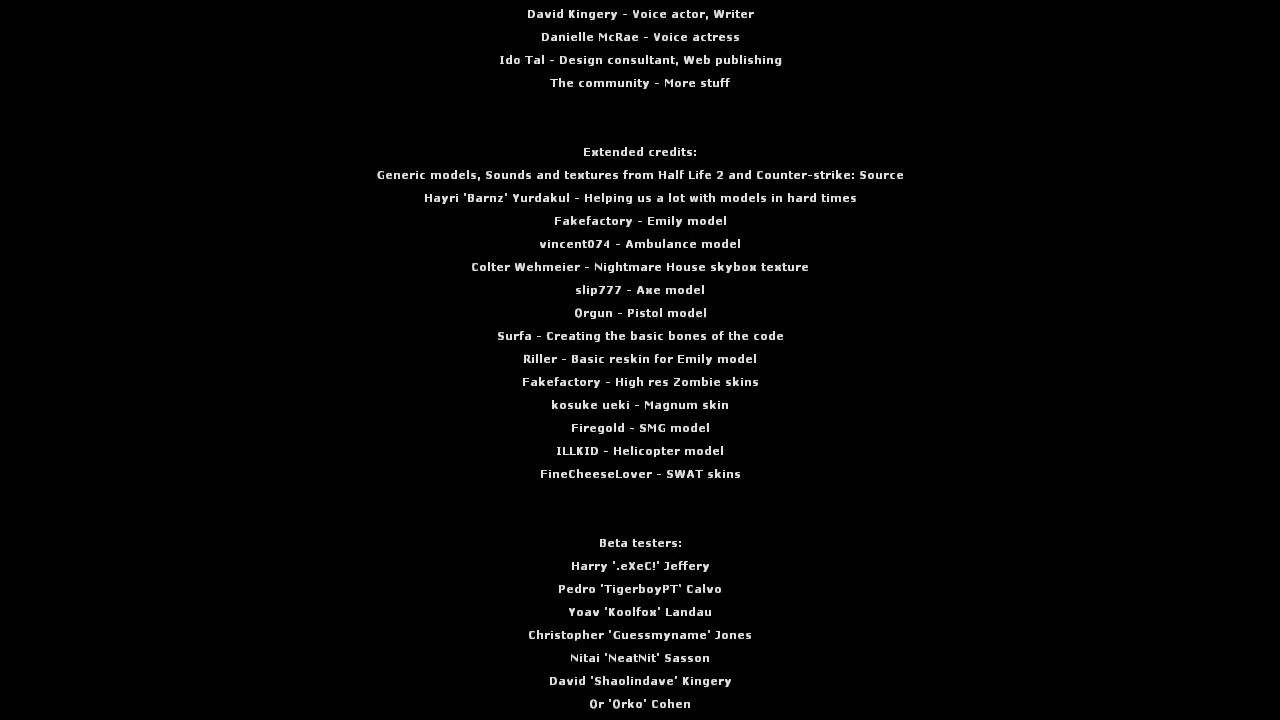 David Kingery - Voice actor, Writer
Danielle McRae - Voice actress
Ido Tal - Design consultant, Web publishing
The community - More stuff
Extended credits:
Generic models, Sounds and textures from Half Life 2 and Counter-strike: Source
Hayri 'Barnz' Yurdakul - Helping us a lot with models in hard times
Fakefactory - Emily model
vincent074 - Ambulance model
Colter Wehmeier - Nightmare House skybox texture
slip777 - Axe model
Orgun - Pistol model
Surfa - Creating the basic bones of the code
Riller - Basic reskin for Emily model
Fakefactory - High res Zombie skins
kosuke ueki - Magnum skin
Firegold - SMG model
ILLKID - Helicopter model
FineCheeseLover - SWAT skins
Beta testers:
Harry '.eXeC!' Jeffery
Pedro 'TigerboyPT' Calvo
Yoav 'Koolfox' Landau
Christopher 'Guessmyname' Jones
Nitai 'NeatNit' Sasson
David 'Shaolindave' Kingery
Or 'Orko' Cohen